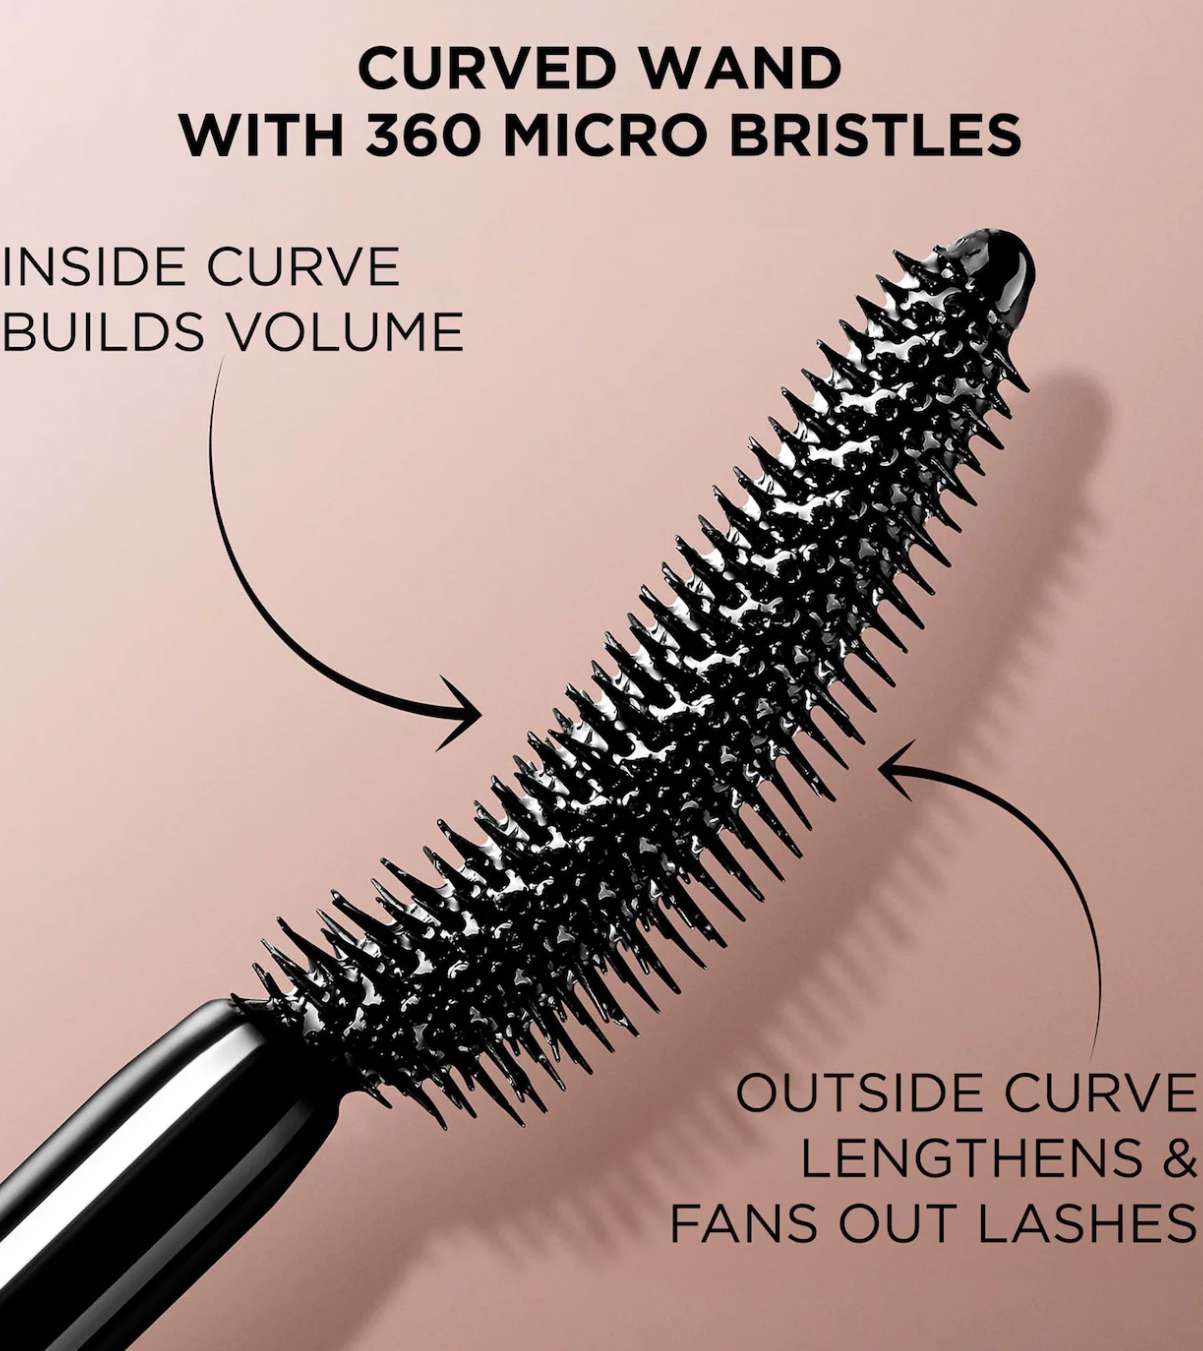 CURVED WAND
WITH 360 MICRO BRISTLES
INSIDE CURVE
BUILDS VOLUME
OUTSIDE CURVE
LENGTHENS &
FANS OUT LASHES